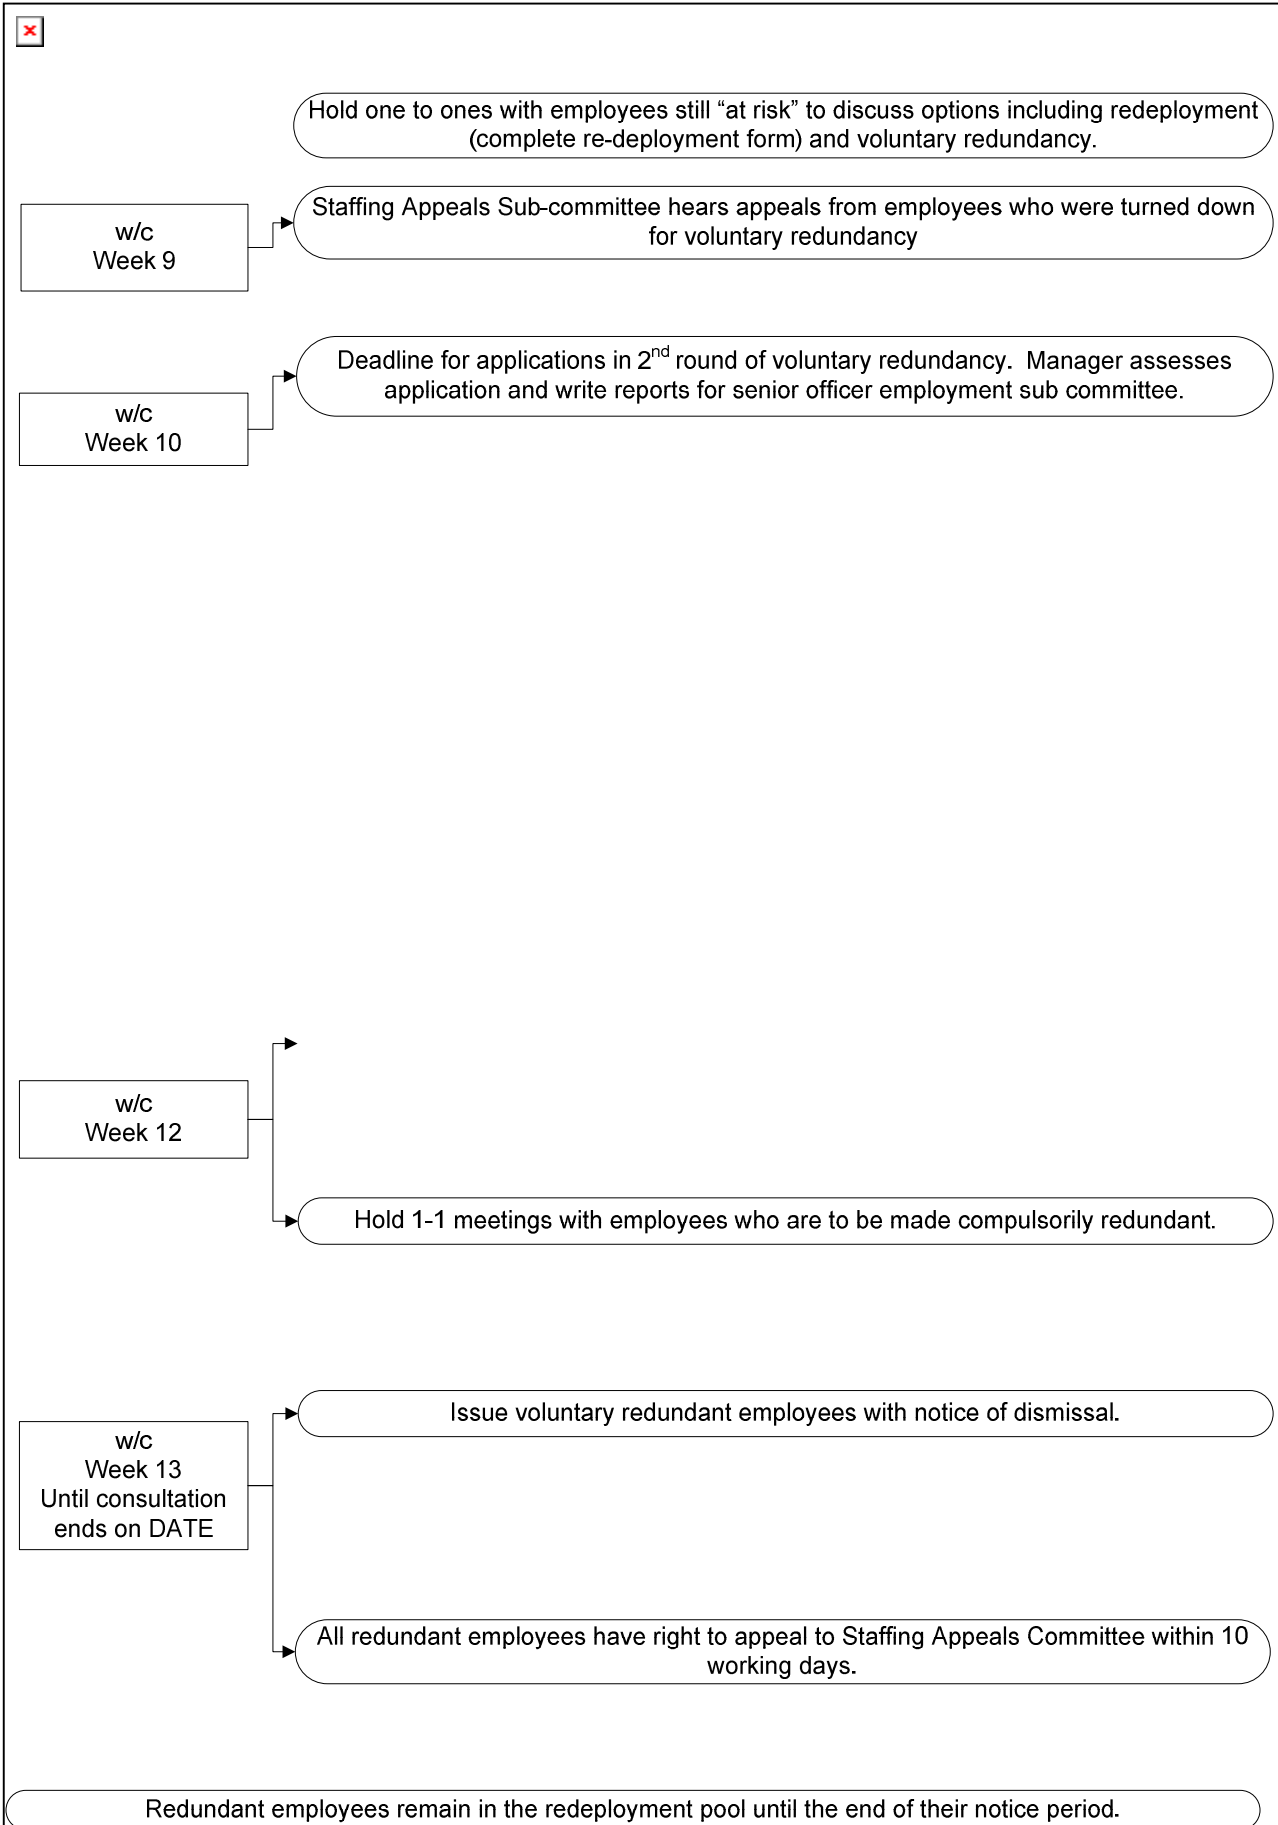 Hold one to ones with employees still “at risk” to discuss options including redeployment
(complete re-deployment form) and voluntary redundancy.
w/c
Week 9
Staffing Appeals Sub-committee hears appeals from employees who were turned down
for voluntary redundancy
w/c
Week 10
Deadline for applications in 2nd round of voluntary redundancy.  Manager assesses
application and write reports for senior officer employment sub committee.
w/c
Week 12
Hold 1-1 meetings with employees who are to be made compulsorily redundant.
w/c
Week 13
Until consultation
ends on DATE
Issue voluntary redundant employees with notice of dismissal.
All redundant employees have right to appeal to Staffing Appeals Committee within 10
working days.
Redundant employees remain in the redeployment pool until the end of their notice period.